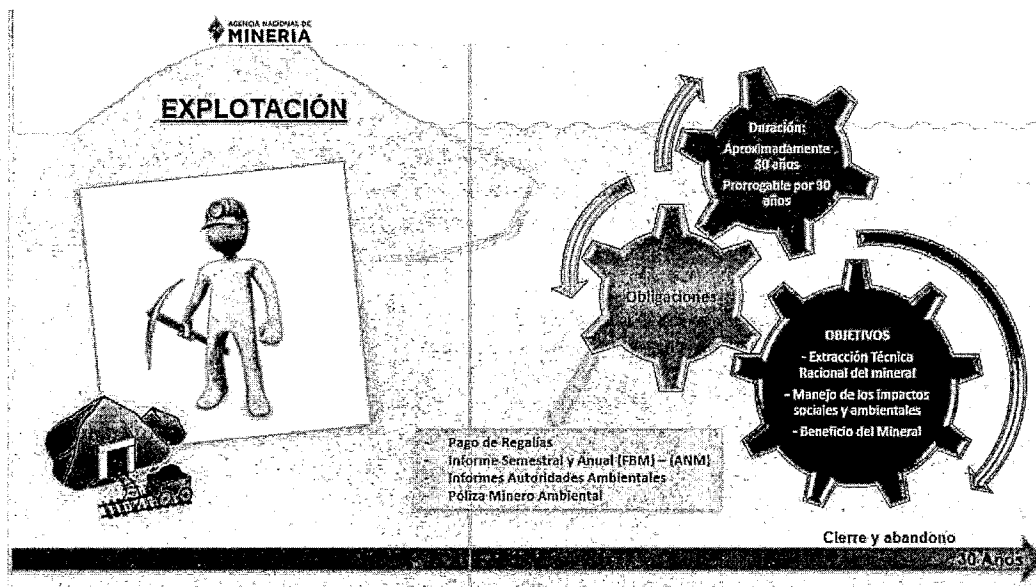 AGENCIA NACIONAL DE
MINERÍA
EXPLOTACIÓN
Duración:
Aproximadamente
30 años
Prorrogable por 30
años
Obligaciones
OBJETIVOS
- Extracción Técnica
Racional del mineral
- Manejo de los impactos
sociales y ambientales
- Beneficio del Mineral
- Pago de Regalías
- Informe Semestral y Anual (FBM) – (ANM)
- Informes Autoridades Ambientales
- Póliza Minero Ambiental
Cierre y abandono
30 Años